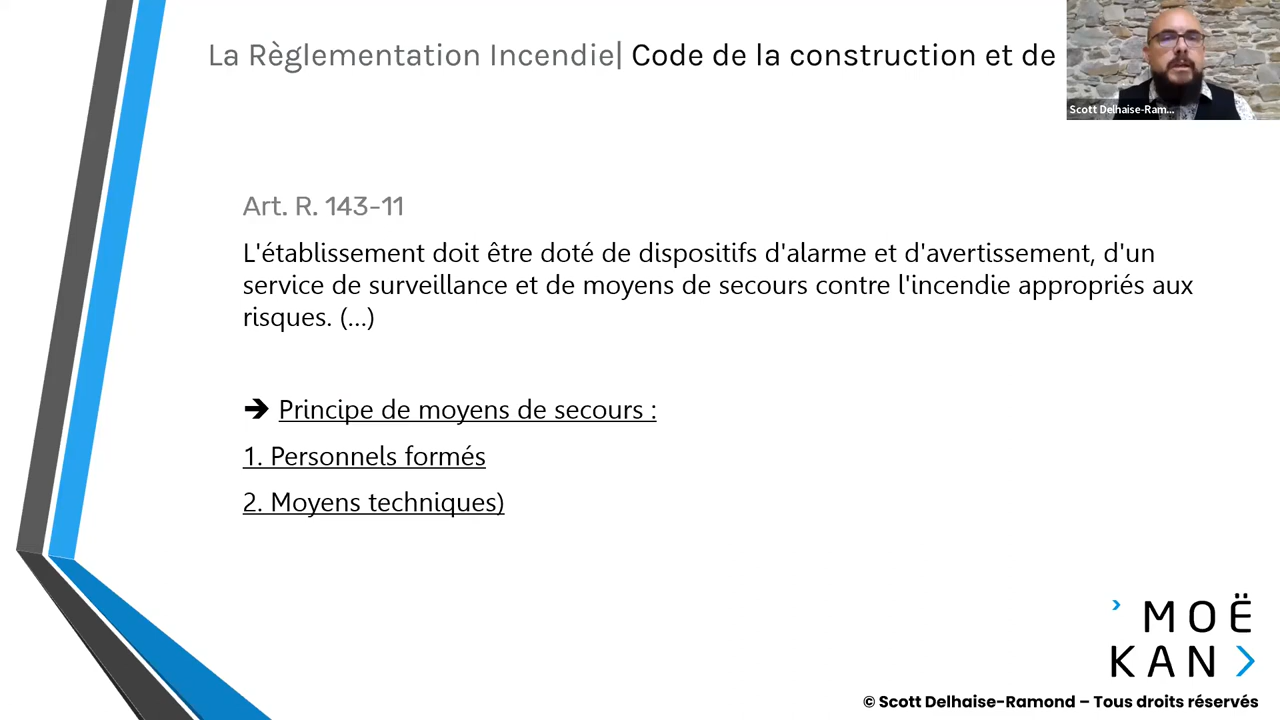 La Règlementation Incendie| Code de la construction et de
Scott Delhaise-Ram...
Art. R. 143-11
L'établissement doit être doté de dispositifs d'alarme et d'avertissement, d'un
service de surveillance et de moyens de secours contre l'incendie appropriés aux
risques. (...)
➔ Principe de moyens de secours :
1. Personnels formés
2. Moyens techniques)
MOË
KAN
© Scott Delhaise-Ramond – Tous droits réservés